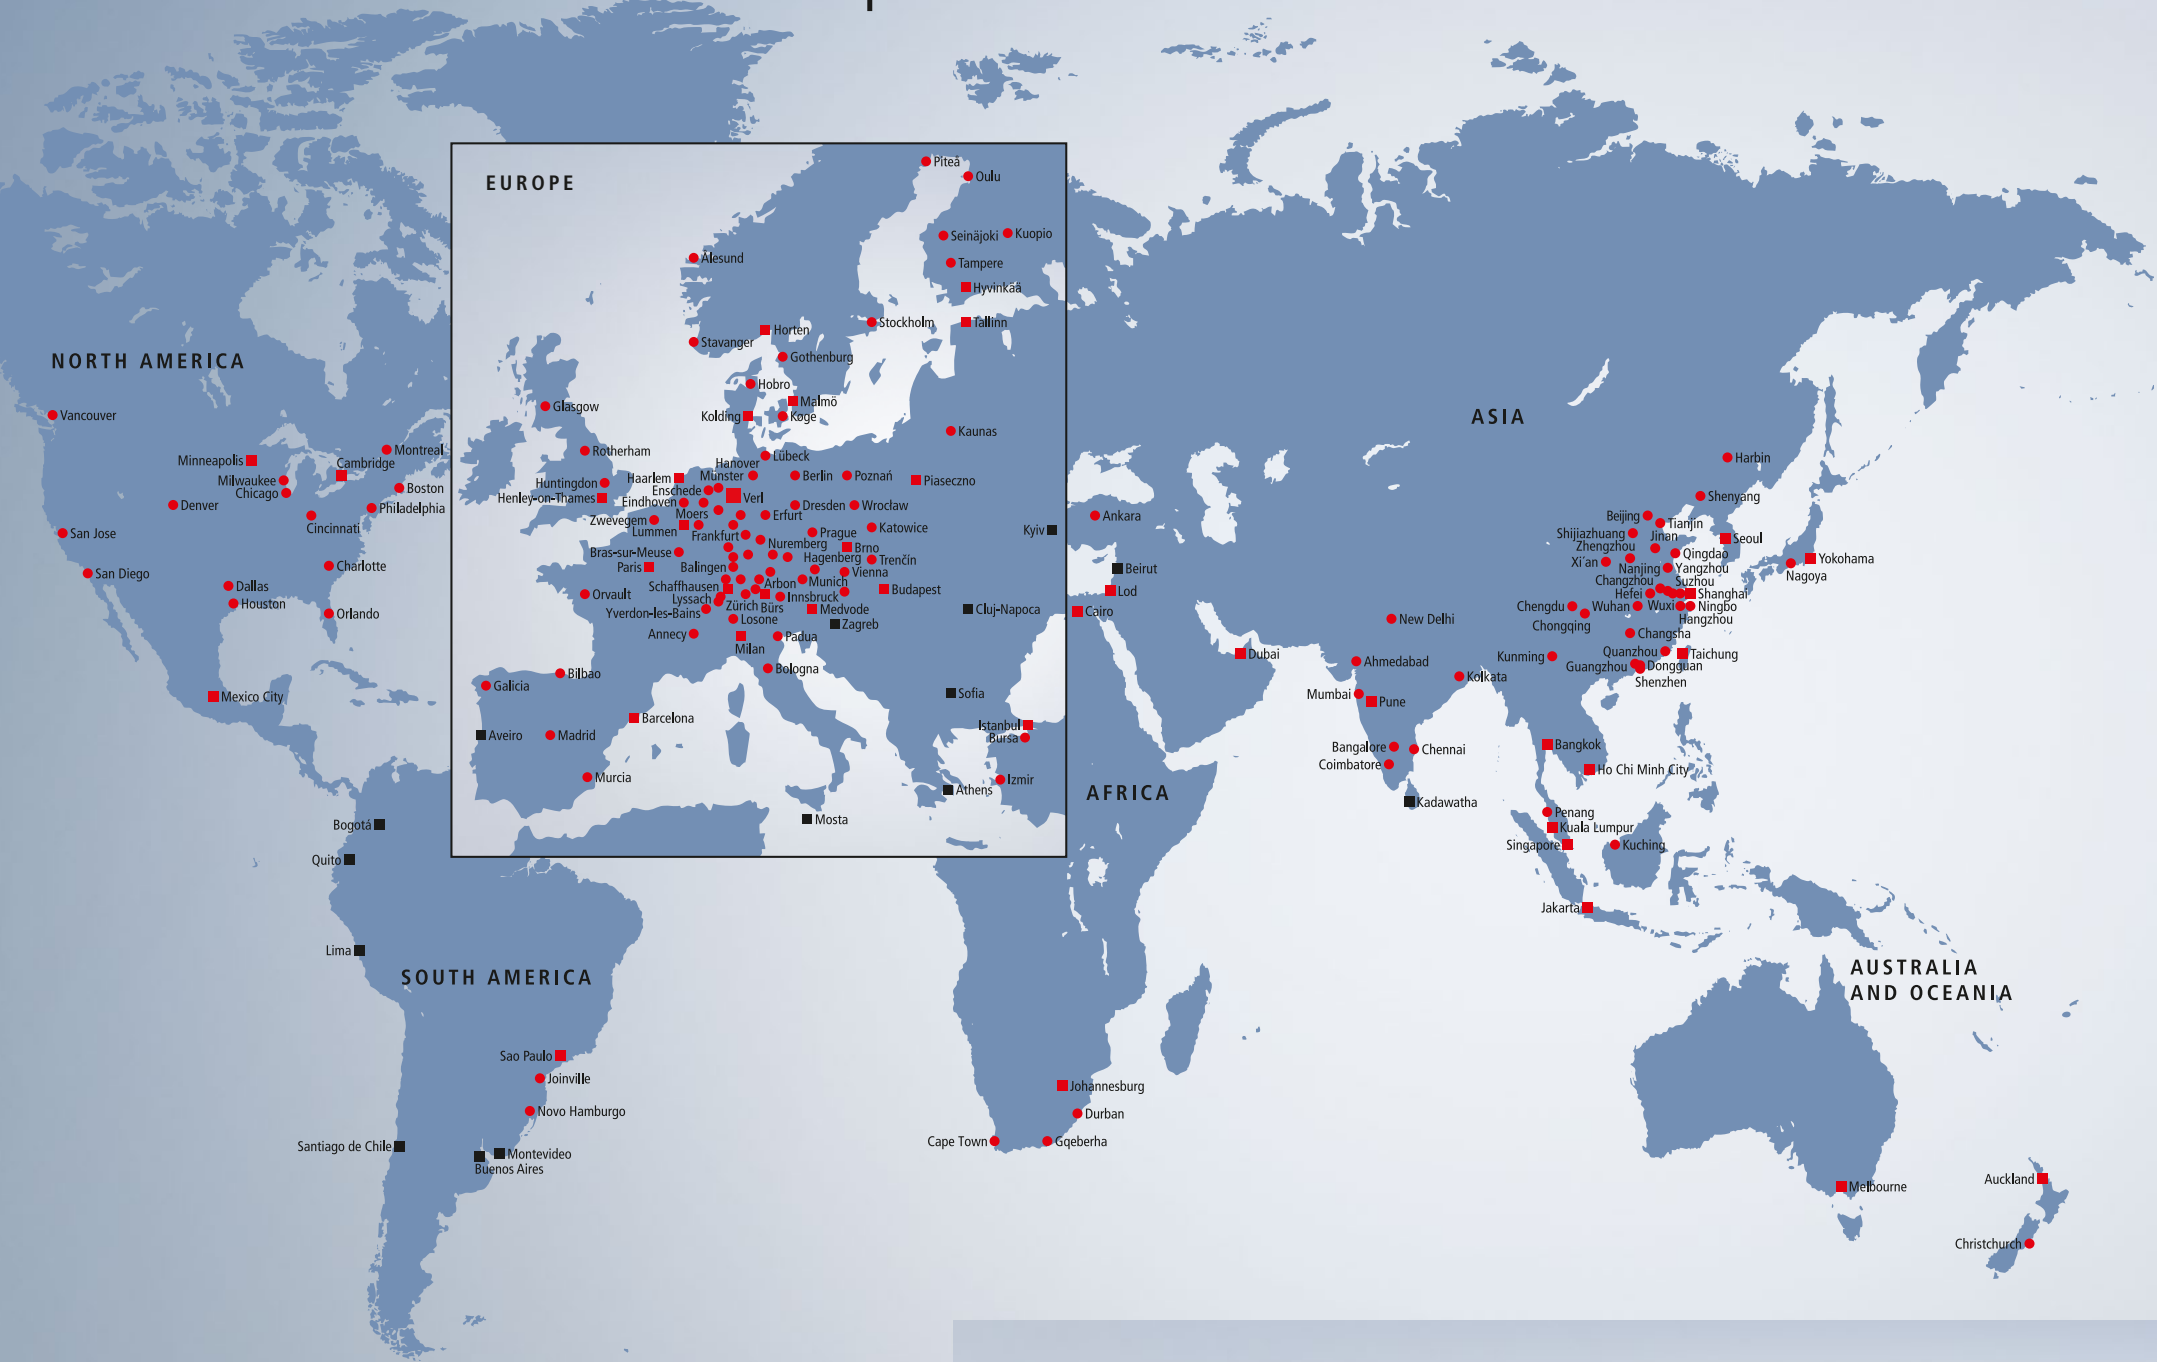 EUROPE
Piteå
Oulu
Seinäjoki
Kuopio
Ålesund
Tampere
Hyvinkää
Stockholm
Tallinn
Horten
Stavanger
Gothenburg
Hobro
Malmö
Kolding
Køge
Glasgow
Kaunas
Rotherham
Lübeck
Hanover
Münster
Berlin
Poznań
Piaseczno
Haarlem
Huntingdon
Enschede
Henley-on-Thames
Verl
Eindhoven
Dresden
Wrocław
Moers
Erfurt
Zwevegem
Lummen
Katowice
Frankfurt
Prague
Kyiv
Nuremberg
Brno
Bras-sur-Meuse
Hagenberg
Trenčín
Paris
Balingen
Vienna
Schaffhausen
Arbon
Munich
Budapest
Orvault
Lyssach
Zürich
Bürs
Innsbruck
Yverdon-les-Bains
Medvode
Cluj-Napoca
Losone
Zagreb
Annecy
Padua
Milan
Bologna
Bilbao
Galicia
Sofia
Barcelona
Istanbul
Aveiro
Madrid
Bursa
Murcia
Izmir
Athens
Mosta
NORTH AMERICA
Vancouver
Montreal
Minneapolis
Cambridge
Milwaukee
Chicago
Boston
Denver
Philadelphia
Cincinnati
San Jose
Charlotte
San Diego
Dallas
Houston
Orlando
Mexico City
Bogotá
Quito
Lima
SOUTH AMERICA
Sao Paulo
Joinville
Novo Hamburgo
Santiago de Chile
Montevideo
Buenos Aires
AFRICA
Cairo
Johannesburg
Durban
Cape Town
Gqeberha
ASIA
Ankara
Beirut
Lod
Dubai
Harbin
Shenyang
Beijing
Tianjin
Shijiazhuang
Jinan
Seoul
Zhengzhou
Qingdao
Yokohama
Xi´an
Nanjing
Yangzhou
Nagoya
Changzhou
Suzhou
Hefei
Shanghai
Chengdu
Wuhan
Wuxi
Ningbo
Chongqing
Hangzhou
New Delhi
Changsha
Quanzhou
Taichung
Kunming
Ahmedabad
Guangzhou
Dongguan
Kolkata
Shenzhen
Mumbai
Pune
Bangkok
Bangalore
Chennai
Coimbatore
Ho Chi Minh City
Kadawatha
Penang
Kuala Lumpur
Singapore
Kuching
Jakarta
AUSTRALIA
AND OCEANIA
Melbourne
Auckland
Christchurch